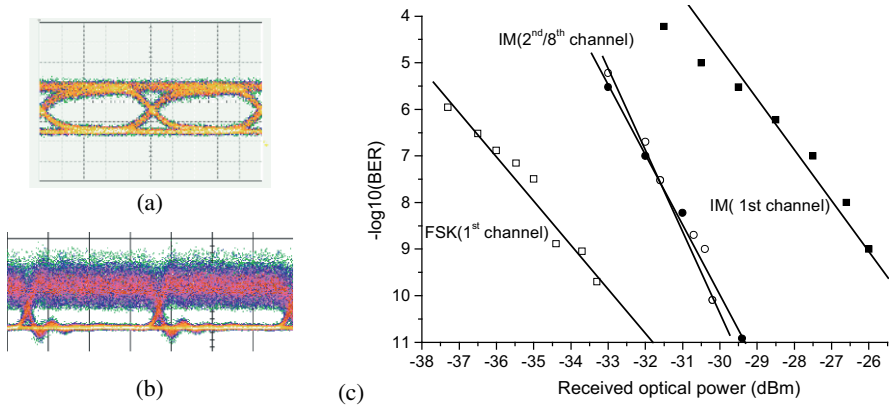 (a)
(b)
(c)
-log10(BER)
4
5
6
7
8
9
10
11
IM(2nd/8th channel)
FSK(1st channel)
IM( 1st channel)
-38 -37 -36 -35 -34 -33 -32 -31 -30 -29 -28 -27 -26
Received optical power (dBm)